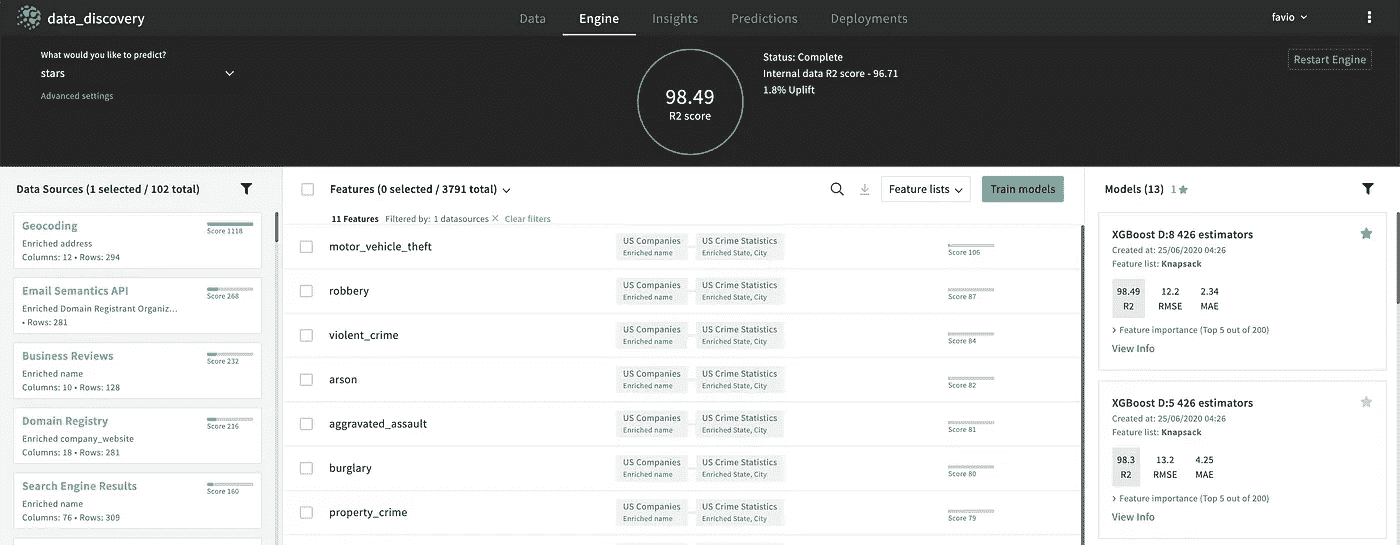 data_discovery
Data Engine Insights Predictions Deployments
favio
What would you like to predict?
stars
Advanced settings
98.49
R2 score
Status: Complete
Internal data R2 score - 96.71
1.8% Uplift
Restart Engine
Data Sources (1 selected / 102 total)
Geocoding
Score 1118
Enriched address
Columns: 12 • Rows: 294
Email Semantics API
Score 268
Enriched Domain Registrant Organiz...
• Rows: 281
Business Reviews
Score 232
Enriched name
Columns: 10 • Rows: 128
Domain Registry
Score 216
Enriched company_website
Columns: 18 • Rows: 281
Search Engine Results
Score 160
Enriched name
Columns: 76 • Rows: 309
Features (0 selected / 3791 total)
Feature lists
Train models
11 Features Filtered by: 1 datasources × Clear filters
motor_vehicle_theft
US Companies
Enriched name
US Crime Statistics
Enriched State, City
Score 106
robbery
US Companies
Enriched name
US Crime Statistics
Enriched State, City
Score 87
violent_crime
US Companies
Enriched name
US Crime Statistics
Enriched State, City
Score 84
arson
US Companies
Enriched name
US Crime Statistics
Enriched State, City
Score 82
aggravated_assault
US Companies
Enriched name
US Crime Statistics
Enriched State, City
Score 81
burglary
US Companies
Enriched name
US Crime Statistics
Enriched State, City
Score 80
property_crime
US Companies
Enriched name
US Crime Statistics
Enriched State, City
Score 79
Models (13) 1
XGBoost D:8 426 estimators
Created at: 25/06/2020 04:26
Feature list: Knapsack
98.49 12.2 2.34
R2 RMSE MAE
Feature importance (Top 5 out of 200)
View Info
XGBoost D:5 426 estimators
Created at: 25/06/2020 04:26
Feature list: Knapsack
98.3 13.2 4.25
R2 RMSE MAE
Feature importance (Top 5 out of 200)
View Info